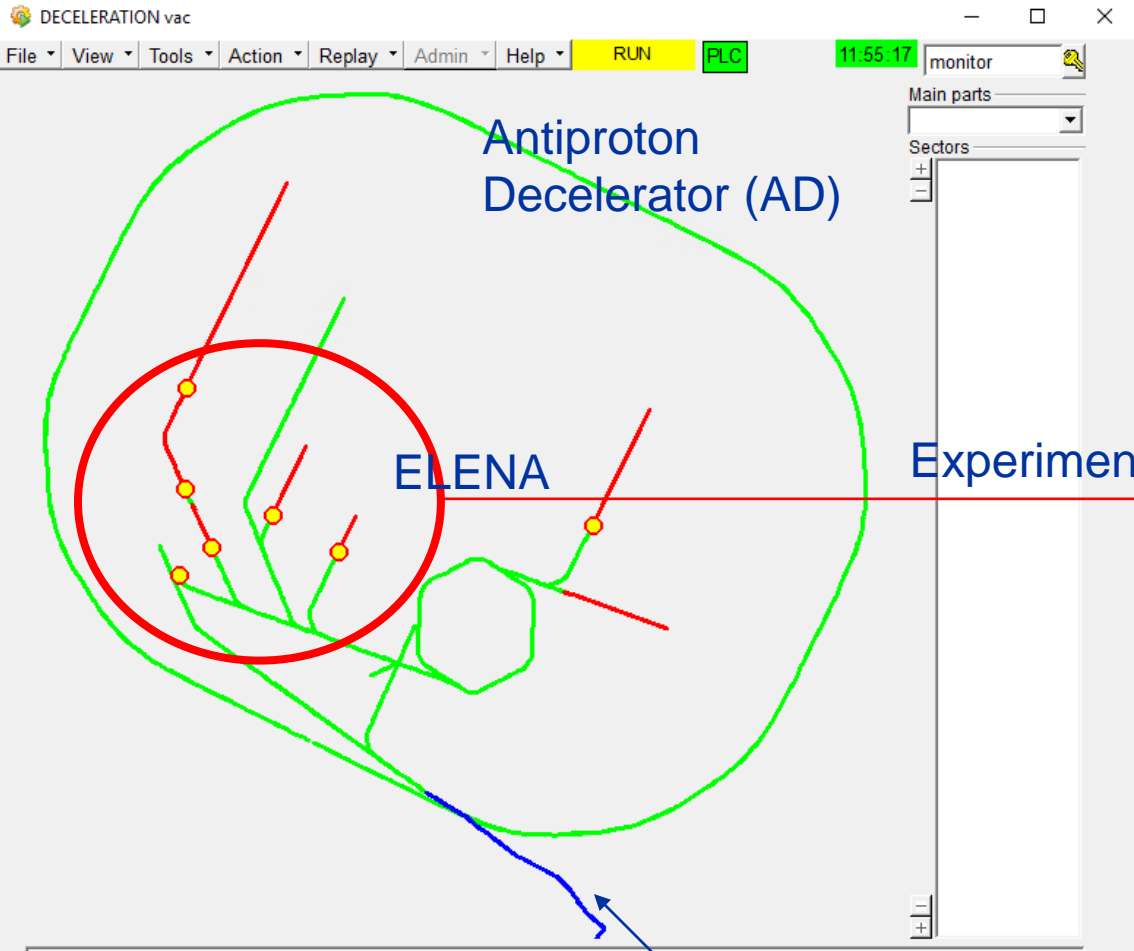 DECELERATION vac
File View Tools Action Replay Admin Help RUN PLC 11:55:17 monitor
Main parts
Sectors
Antiproton
Decelerator (AD)
ELENA
Experimen